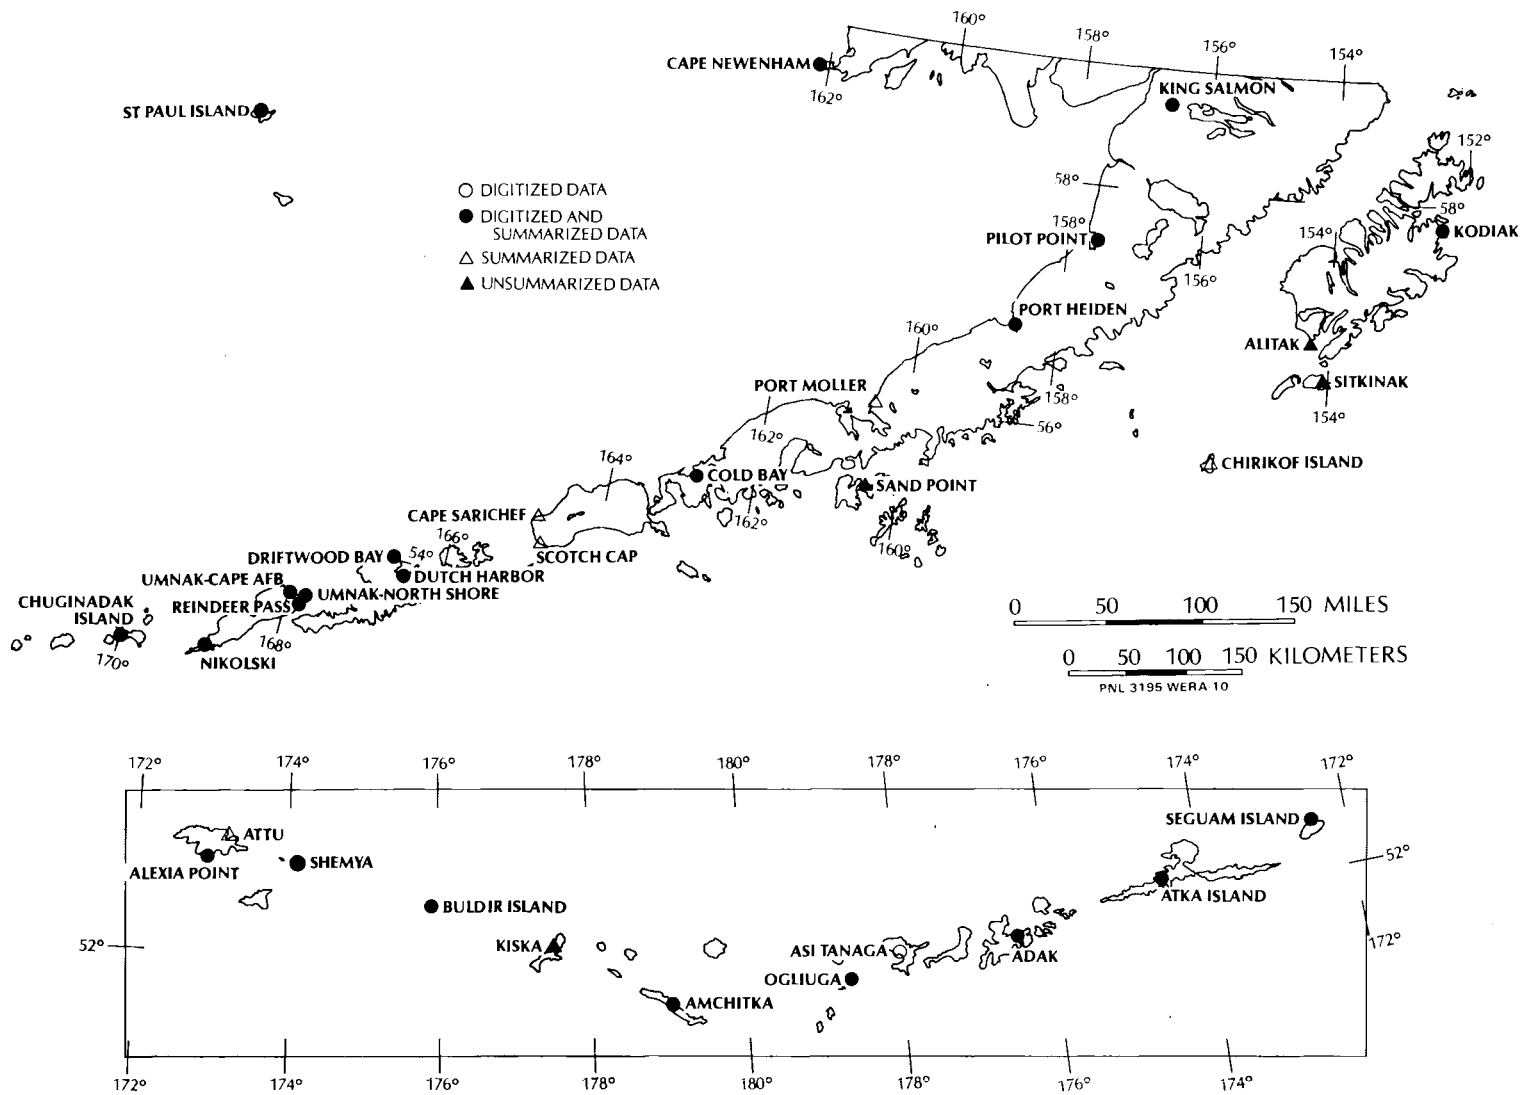 160°
158°
156°
154°
CAPE NEWENHAM
162°
KING SALMON
ST PAUL ISLAND
152°
58°
58°
158°
154°
KODIAK
PILOT POINT
156°
○ DIGITIZED DATA
● DIGITIZED AND
SUMMARIZED DATA
△ SUMMARIZED DATA
▲ UNSUMMARIZED DATA
PORT HEIDEN
160°
ALITAK
SITKINAK
154°
PORT MOLLER
158°
56°
162°
164°
COLD BAY
CHIRIKOF ISLAND
SAND POINT
162°
160°
CAPE SARICHEF
166°
SCOTCH CAP
DRIFTWOOD BAY
54°
DUTCH HARBOR
UMNAK-CAPE AFB
UMNAK-NORTH SHORE
REINDEER PASS
CHUGINADAK
ISLAND
168°
170°
NIKOLSKI
0 50 100 150 MILES
0 50 100 150 KILOMETERS
PNL 3195 WERA 10
172° 174° 176° 178° 180° 178° 176° 174° 172°
SEGUAM ISLAND
ATTU
52°
SHEMYA
ALEXIA POINT
ATKA ISLAND
BULDIR ISLAND
52°
KISKA
172°
ASI TANAGA
ADAK
OGLIUGA
AMCHITKA
172° 174° 176° 178° 180° 178° 176° 174°